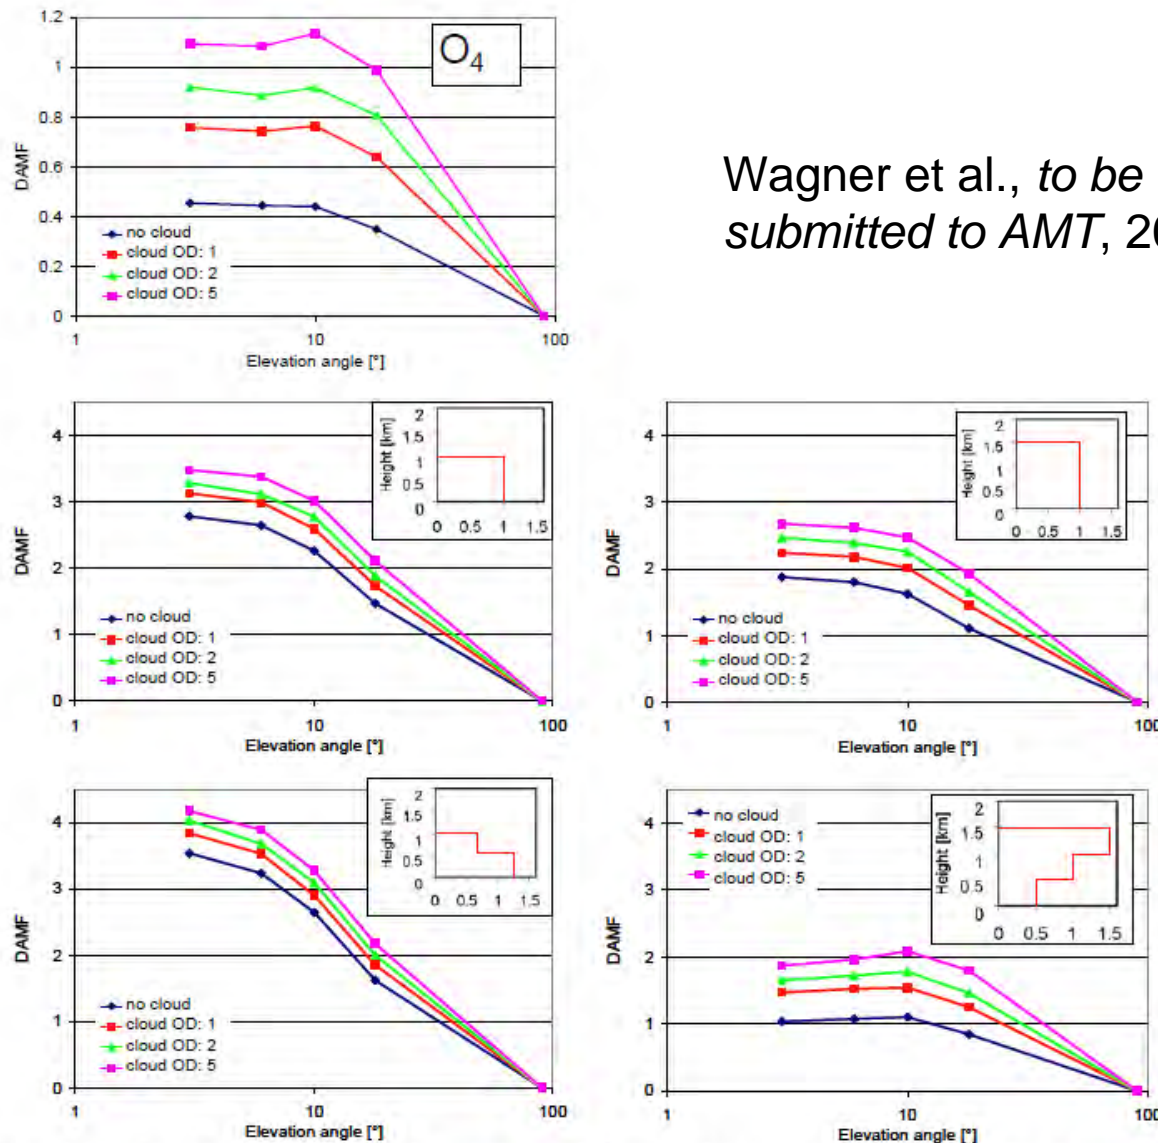 1.2
1
0.8
0.6
0.4
0.2
0
DAMF
O4
no cloud
cloud OD: 1
cloud OD: 2
cloud OD: 5
1 10 100
Elevation angle [°]
Wagner et al., to be
submitted to AMT, 20
4
3
2
1
0
DAMF
no cloud
cloud OD: 1
cloud OD: 2
cloud OD: 5
1 10 100
Elevation angle [°]
Height [km]
2
1.5
1
0.5
0
0 0.5 1 1.5
4
3
2
1
0
DAMF
no cloud
cloud OD: 1
cloud OD: 2
cloud OD: 5
1 10 100
Elevation angle [°]
Height [km]
2
1.5
1
0.5
0
0 0.5 1 1.5
4
3
2
1
0
DAMF
no cloud
cloud OD: 1
cloud OD: 2
cloud OD: 5
1 10 100
Elevation angle [°]
Height [km]
2
1.5
1
0.5
0
0 0.5 1 1.5
4
3
2
1
0
DAMF
no cloud
cloud OD: 1
cloud OD: 2
cloud OD: 5
1 10 100
Elevation angle [°]
Height [km]
2
1.5
1
0.5
0
0 0.5 1 1.5